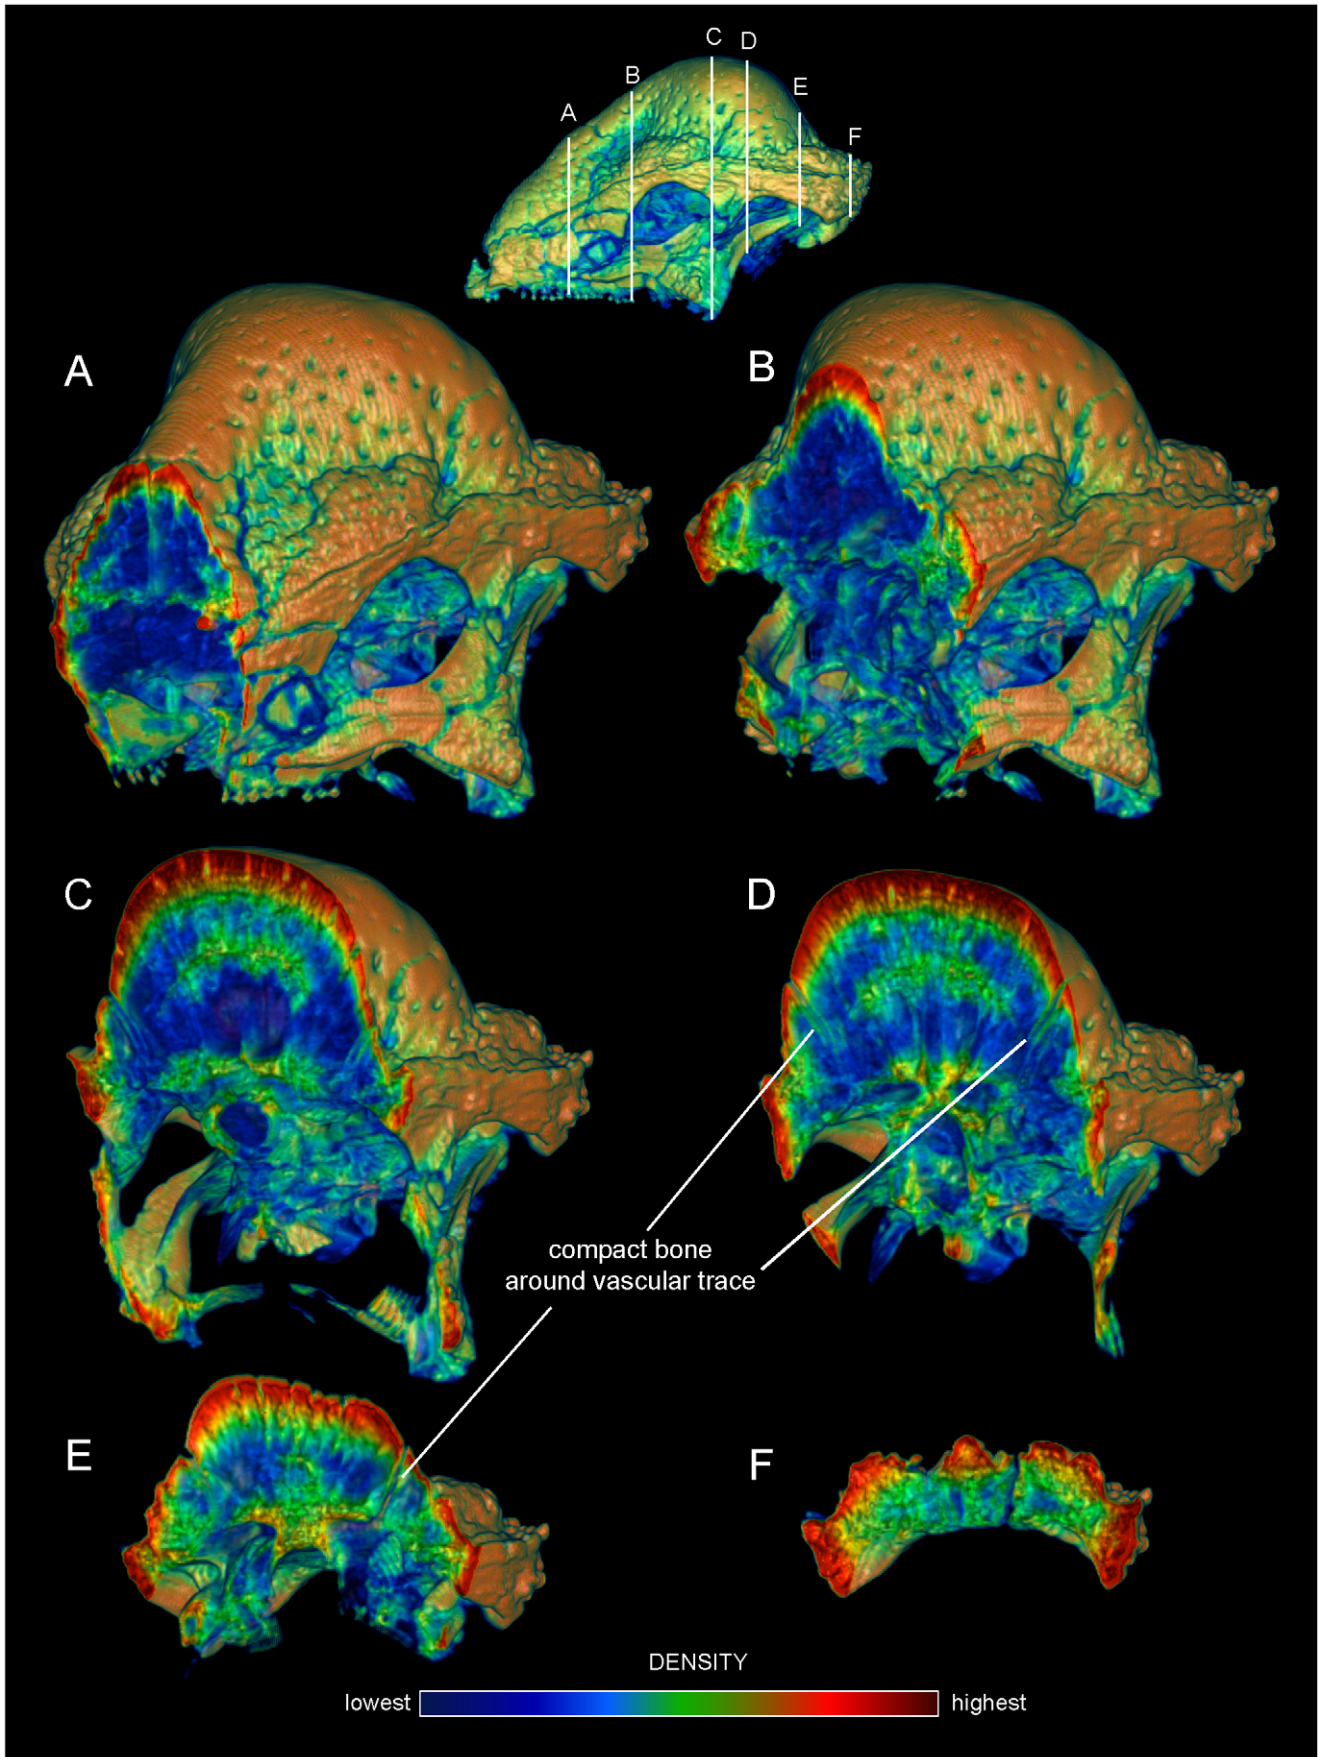 A
B
C
D
E
F
A
B
C
D
compact bone
around vascular trace
E
F
DENSITY
lowest
highest